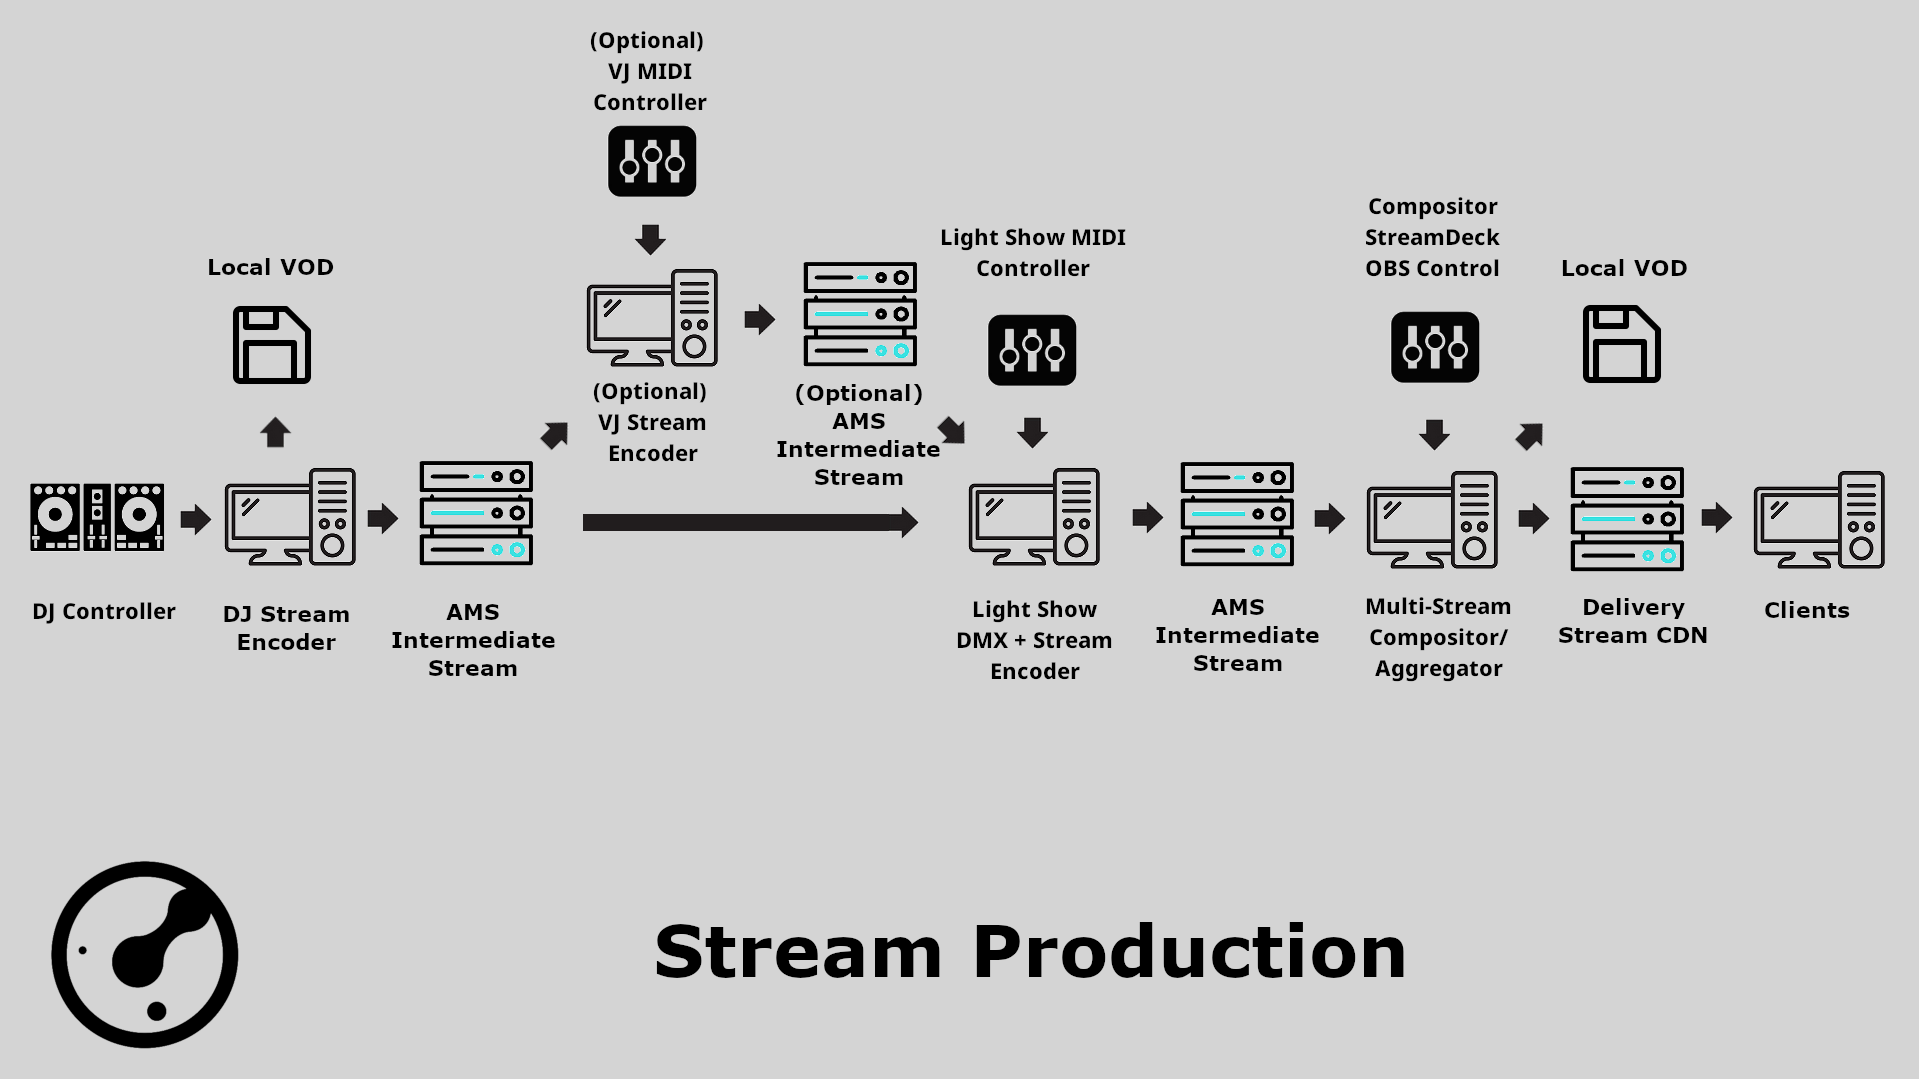 (Optional)
VJ MIDI
Controller
Light Show MIDI
Controller
Compositor
StreamDeck
OBS Control
Local VOD
Local VOD
(Optional)
VJ Stream
Encoder
(Optional)
AMS
Intermediate
Stream
DJ Controller
DJ Stream
Encoder
AMS
Intermediate
Stream
Light Show
DMX + Stream
Encoder
AMS
Intermediate
Stream
Multi-Stream
Compositor/
Aggregator
Delivery
Stream CDN
Clients
Stream Production